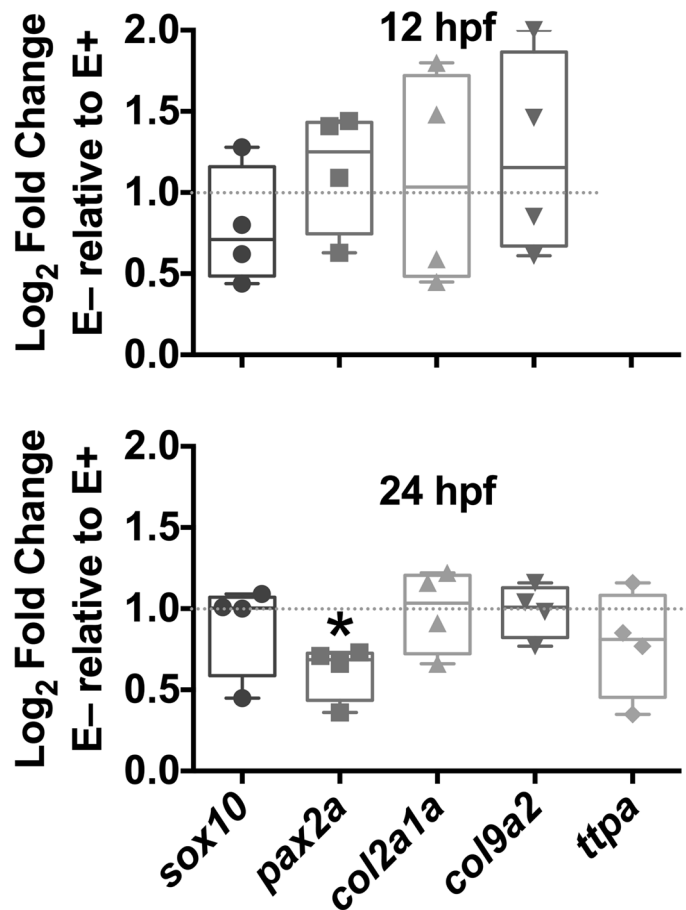 12 hpf
Log2 Fold Change
E– relative to E+
2.0
1.5
1.0
0.5
0.0
24 hpf
Log2 Fold Change
E– relative to E+
2.0
1.5
1.0
*
0.5
0.0
sox10
pax2a
col2a1a
col9a2
ttpa